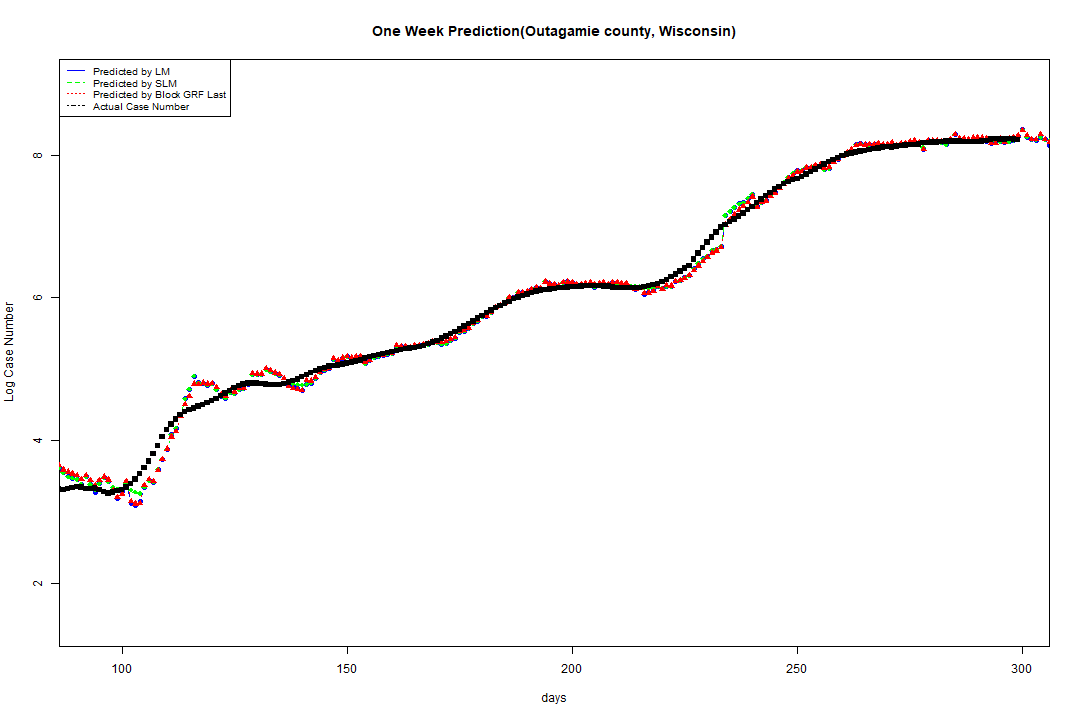 One Week Prediction(Outagamie county, Wisconsin)
Predicted by LM
Predicted by SLM
Predicted by Block GRF Last
Actual Case Number
8
6
4
2
Log Case Number
100 150 200 250 300
days